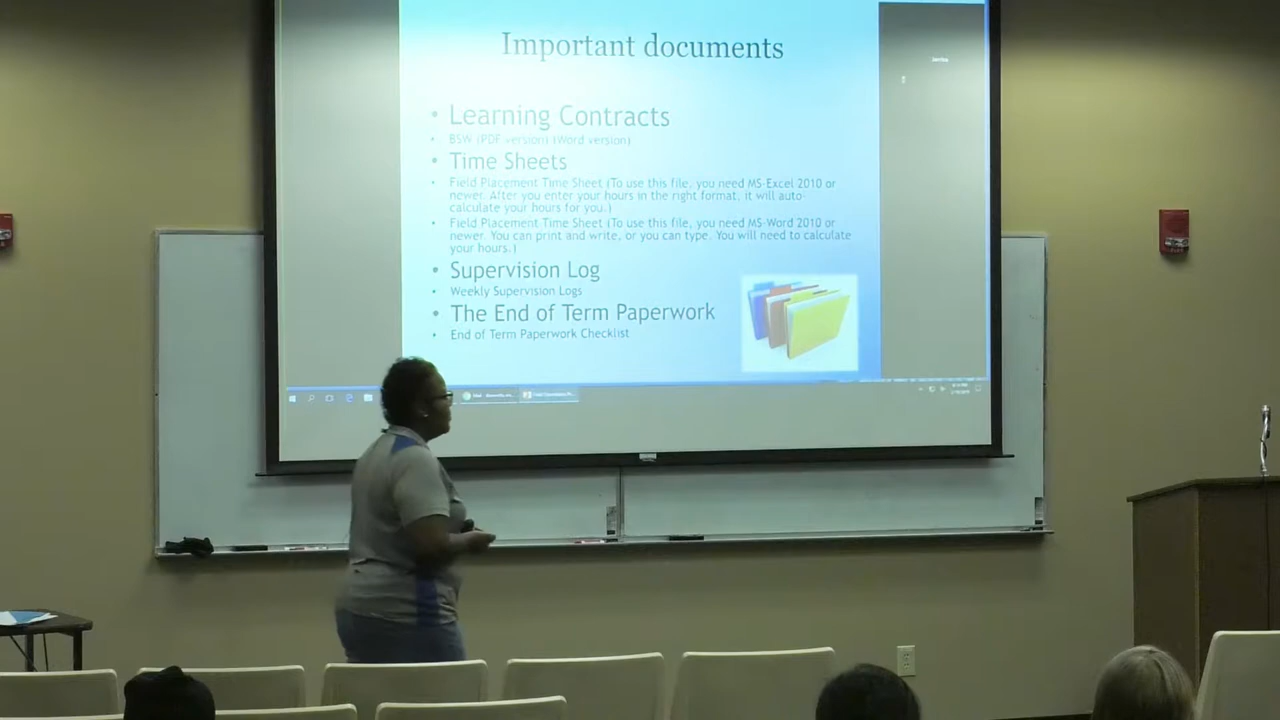 Important documents
• Learning Contracts
• BSW (PDF version) (Word version)
• Time Sheets
• Field Placement Time Sheet (To use this file, you need MS-Excel 2010 or
newer. After you enter your hours in the right format, it will auto-
calculate your hours for you.)
• Field Placement Time Sheet (To use this file, you need MS-Word 2010 or
newer. You can print and write, or you can type. You will need to calculate
your hours.)
• Supervision Log
• Weekly Supervision Logs
• The End of Term Paperwork
• End of Term Paperwork Checklist